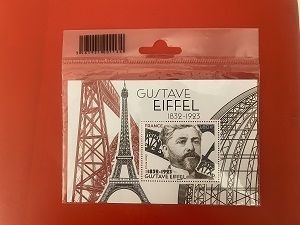 GUSTAVE
EIFFEL
1832-1923
FRANCE
1832-1923
GUSTAVE EIFFEL